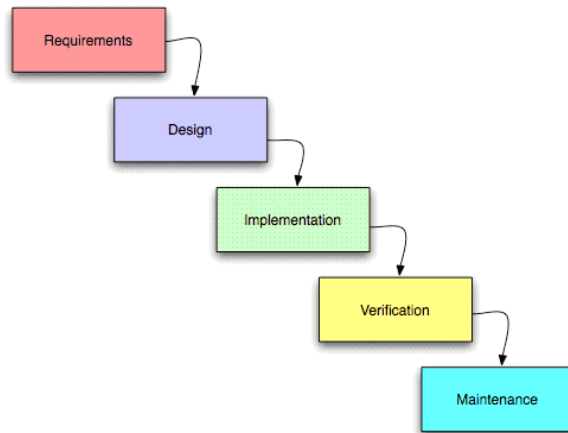 Requirements
Design
Implementation
Verification
Maintenance